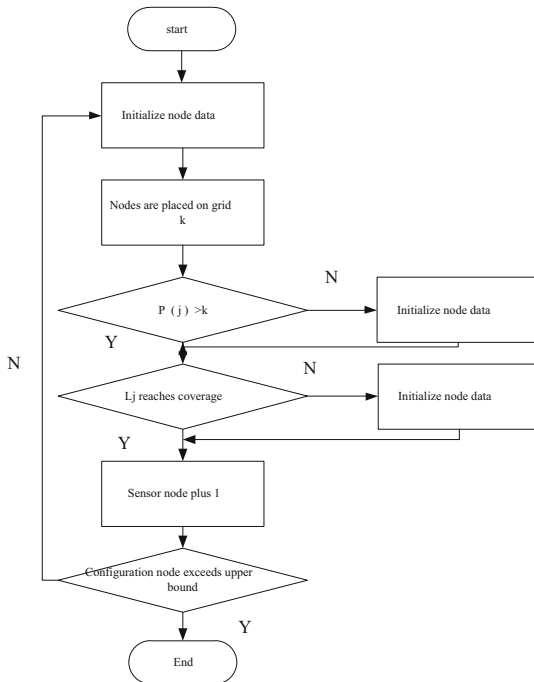 start
Initialize node data
Nodes are placed on grid
k
N
P ( j ) >k
Initialize node data
Y
N
N
Lj reaches coverage
Initialize node data
Y
Sensor node plus 1
Configuration node exceeds upper
bound
Y
End